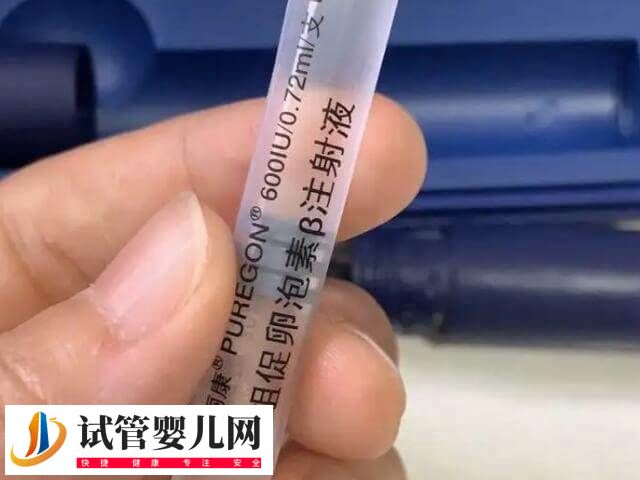 康® PUREGON® 600IU/0.72ml/支
促卵泡素β注射液
试管婴儿网
快捷 健康 专注 安全